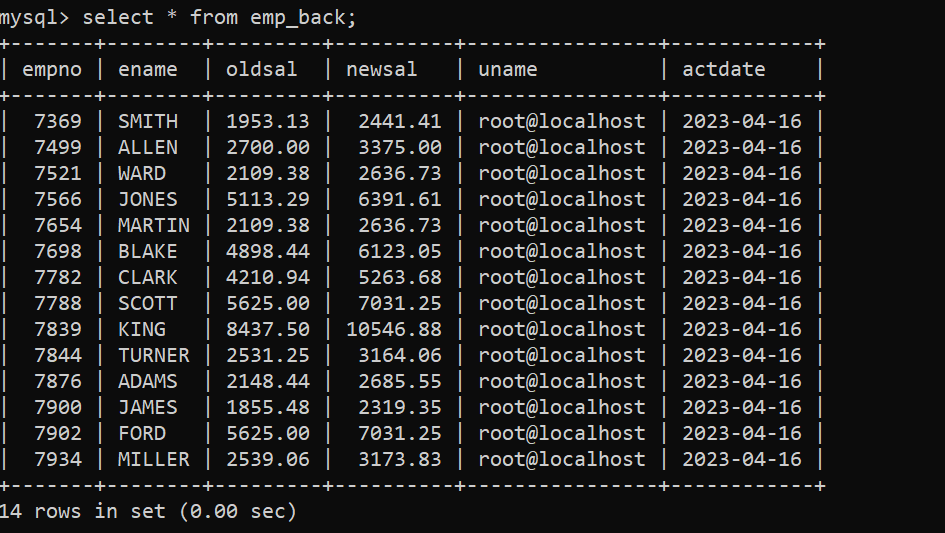 mysql> select * from emp_back;
+-------+--------+---------+----------+----------------+------------+
| empno | ename  | oldsal  | newsal   | uname          | actdate    |
+-------+--------+---------+----------+----------------+------------+
|  7369 | SMITH  | 1953.13 |  2441.41 | root@localhost | 2023-04-16 |
|  7499 | ALLEN  | 2700.00 |  3375.00 | root@localhost | 2023-04-16 |
|  7521 | WARD   | 2109.38 |  2636.73 | root@localhost | 2023-04-16 |
|  7566 | JONES  | 5113.29 |  6391.61 | root@localhost | 2023-04-16 |
|  7654 | MARTIN | 2109.38 |  2636.73 | root@localhost | 2023-04-16 |
|  7698 | BLAKE  | 4898.44 |  6123.05 | root@localhost | 2023-04-16 |
|  7782 | CLARK  | 4210.94 |  5263.68 | root@localhost | 2023-04-16 |
|  7788 | SCOTT  | 5625.00 |  7031.25 | root@localhost | 2023-04-16 |
|  7839 | KING   | 8437.50 | 10546.88 | root@localhost | 2023-04-16 |
|  7844 | TURNER | 2531.25 |  3164.06 | root@localhost | 2023-04-16 |
|  7876 | ADAMS  | 2148.44 |  2685.55 | root@localhost | 2023-04-16 |
|  7900 | JAMES  | 1855.48 |  2319.35 | root@localhost | 2023-04-16 |
|  7902 | FORD   | 5625.00 |  7031.25 | root@localhost | 2023-04-16 |
|  7934 | MILLER | 2539.06 |  3173.83 | root@localhost | 2023-04-16 |
+-------+--------+---------+----------+----------------+------------+
14 rows in set (0.00 sec)